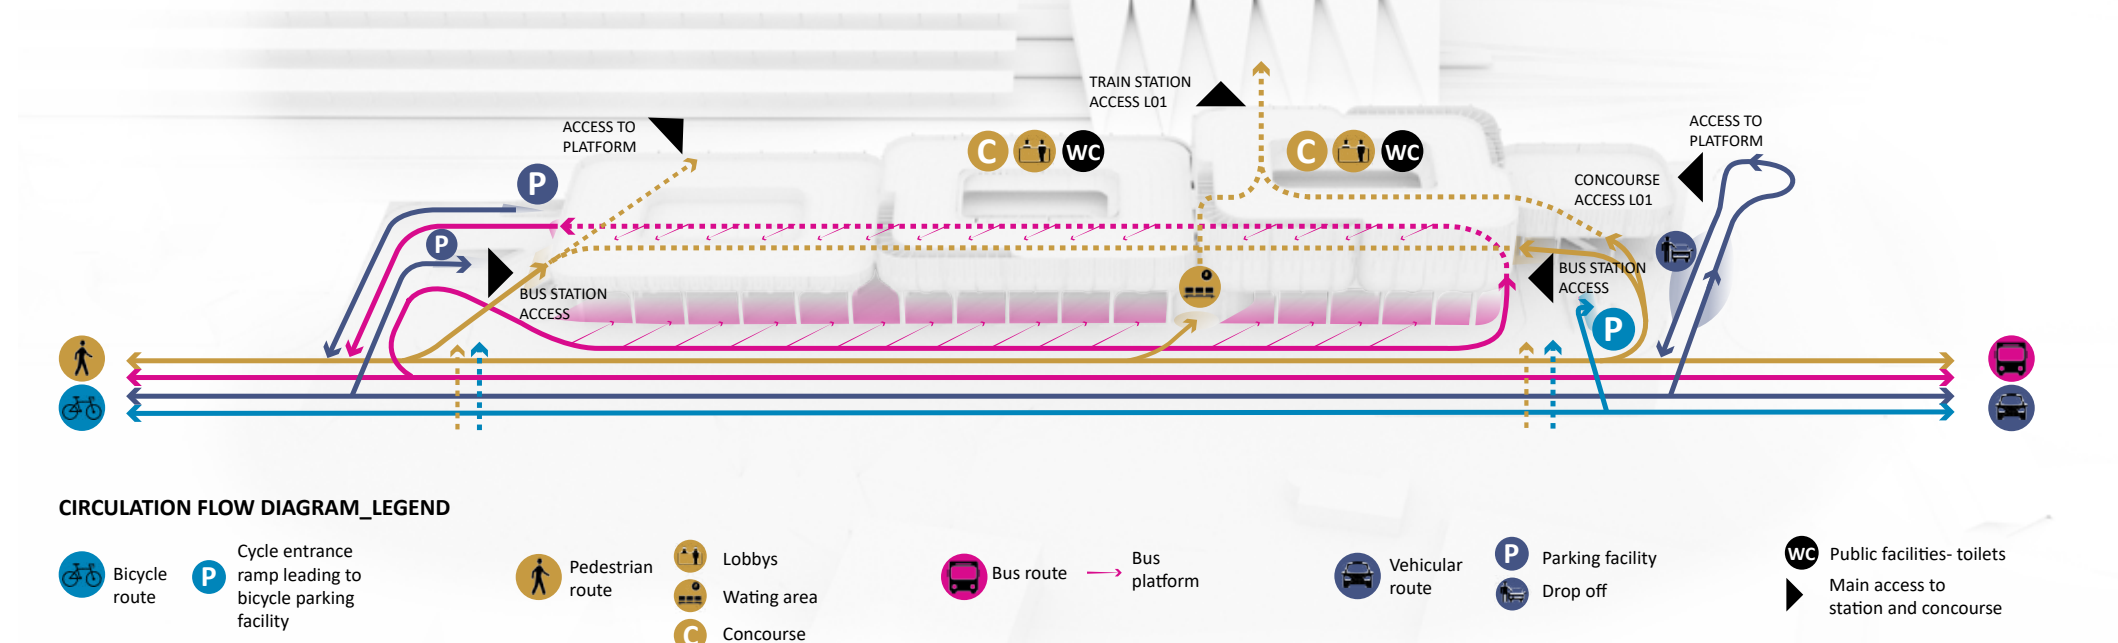 TRAIN STATION
ACCESS L01
ACCESS TO
PLATFORM
ACCESS TO
PLATFORM
C
WC
C
WC
P
CONCOURSE
ACCESS L01
P
BUS STATION
ACCESS
BUS STATION
ACCESS
P
CIRCULATION FLOW DIAGRAM_LEGEND
Bicycle
route
P
Cycle entrance
ramp leading to
bicycle parking
facility
Pedestrian
route
Lobbys
Wating area
C
Concourse
Bus route
Bus
platform
Vehicular
route
P
Parking facility
Drop off
WC
Public facilities- toilets
Main access to
station and concourse